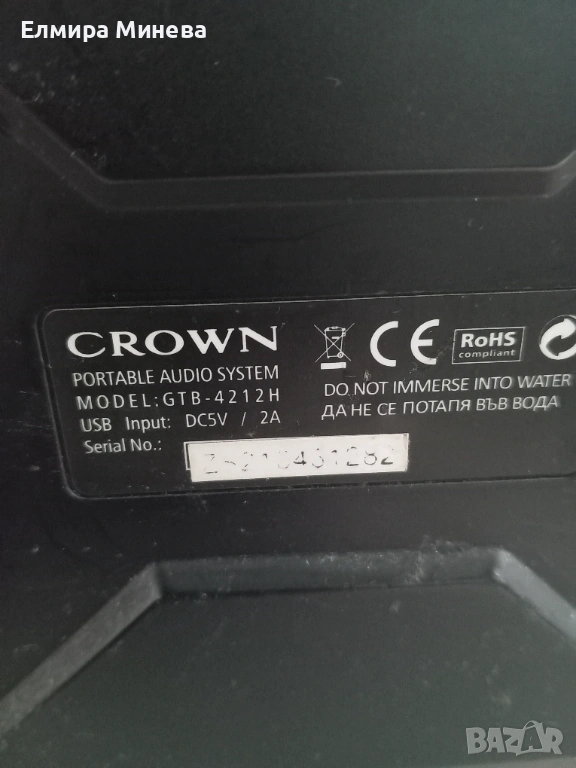 Елмира Минева
CROWN
PORTABLE AUDIO SYSTEM
MODEL:GTB-4212H
USB Input: DC5V / 2A
Serial No.:
CE
RoHS
compliant
DO NOT IMMERSE INTO WATER
ДА НЕ СЕ ПОТАПЯ ВЪВ ВОДА
BAZAR